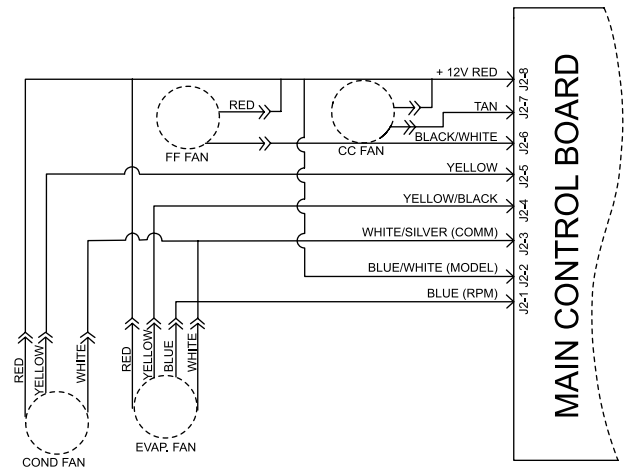 + 12V RED
J2-8
RED
TAN
J2-7
FF FAN
CC FAN
BLACK/WHITE
J2-6
YELLOW
J2-5
YELLOW/BLACK
J2-4
WHITE/SILVER (COMM)
J2-3
BLUE/WHITE (MODEL)
J2-2
BLUE (RPM)
J2-1
MAIN CONTROL BOARD
RED
YELLOW
WHITE
RED
YELLOW
BLUE
WHITE
COND FAN
EVAP. FAN